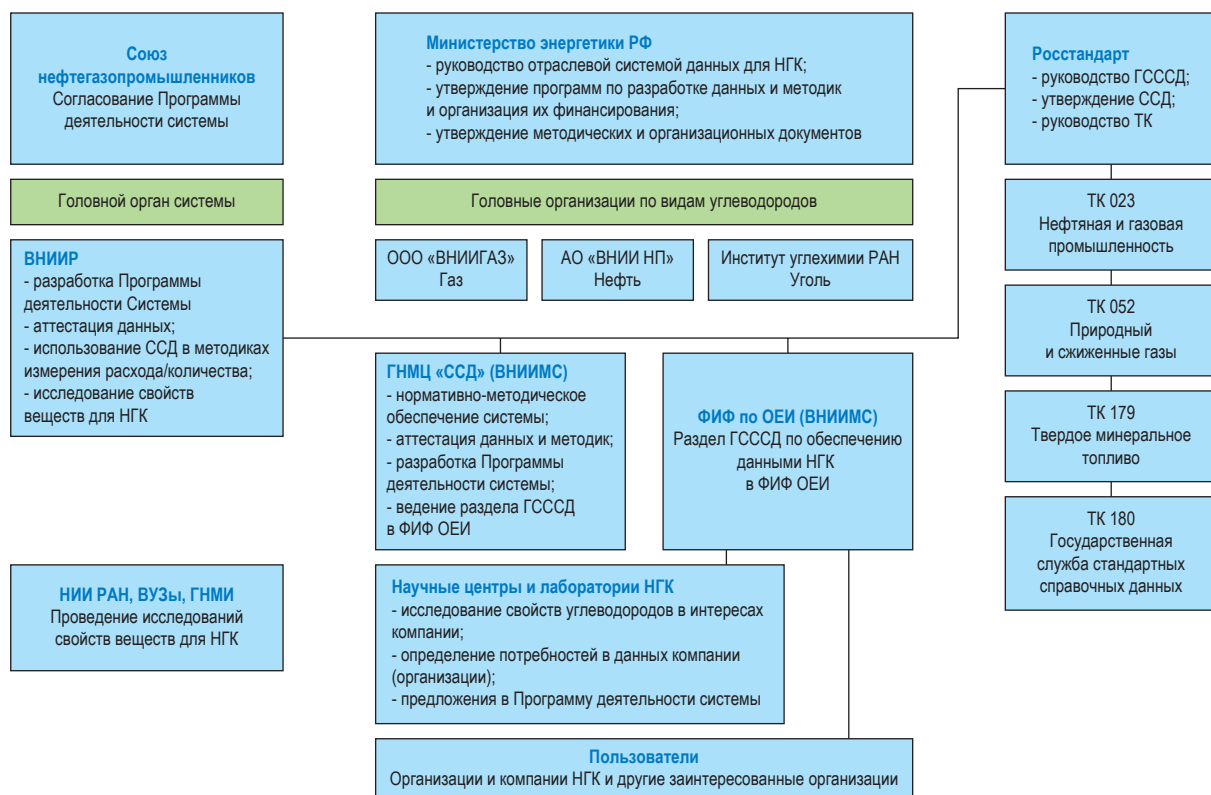 Союз
нефтегазопромышленников
Согласование Программы
деятельности системы
Министерство энергетики РФ
- руководство отраслевой системой данных для НГК;
- утверждение программ по разработке данных и методик
и организация их финансирования;
- утверждение методических и организационных документов
Росстандарт
- руководство ГСССД;
- утверждение ССД;
- руководство ТК
Головной орган системы
Головные организации по видам углеводородов
ТК 023
Нефтяная и газовая
промышленность
ВНИИР
- разработка Программы
деятельности Системы
- аттестация данных;
- использование ССД в методиках
измерения расхода/количества;
- исследование свойств
веществ для НГК
ООО «ВНИИГАЗ»
Газ
АО «ВНИИ НП»
Нефть
Институт углехимии РАН
Уголь
ТК 052
Природный
и сжиженные газы
ГНМЦ «ССД» (ВНИИМС)
- нормативно-методическое
обеспечение системы;
- аттестация данных и методик;
- разработка Программы
деятельности системы;
- ведение раздела ГСССД
в ФИФ ОЕИ
ФИФ по ОЕИ (ВНИИМС)
Раздел ГСССД по обеспечению
данными НГК
в ФИФ ОЕИ
ТК 179
Твердое минеральное
топливо
ТК 180
Государственная
служба стандартных
справочных данных
НИИ РАН, ВУЗы, ГНМИ
Проведение исследований
свойств веществ для НГК
Научные центры и лаборатории НГК
- исследование свойств углеводородов в интересах
компании;
- определение потребностей в данных компании
(организации);
- предложения в Программу деятельности системы
Пользователи
Организации и компании НГК и другие заинтересованные организации